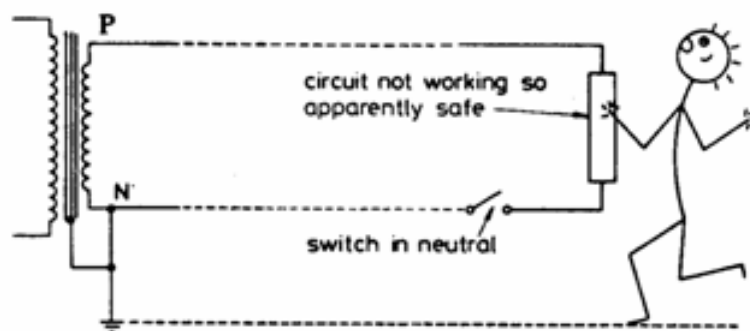 P
circuit not working so
apparently safe
N
switch in neutral